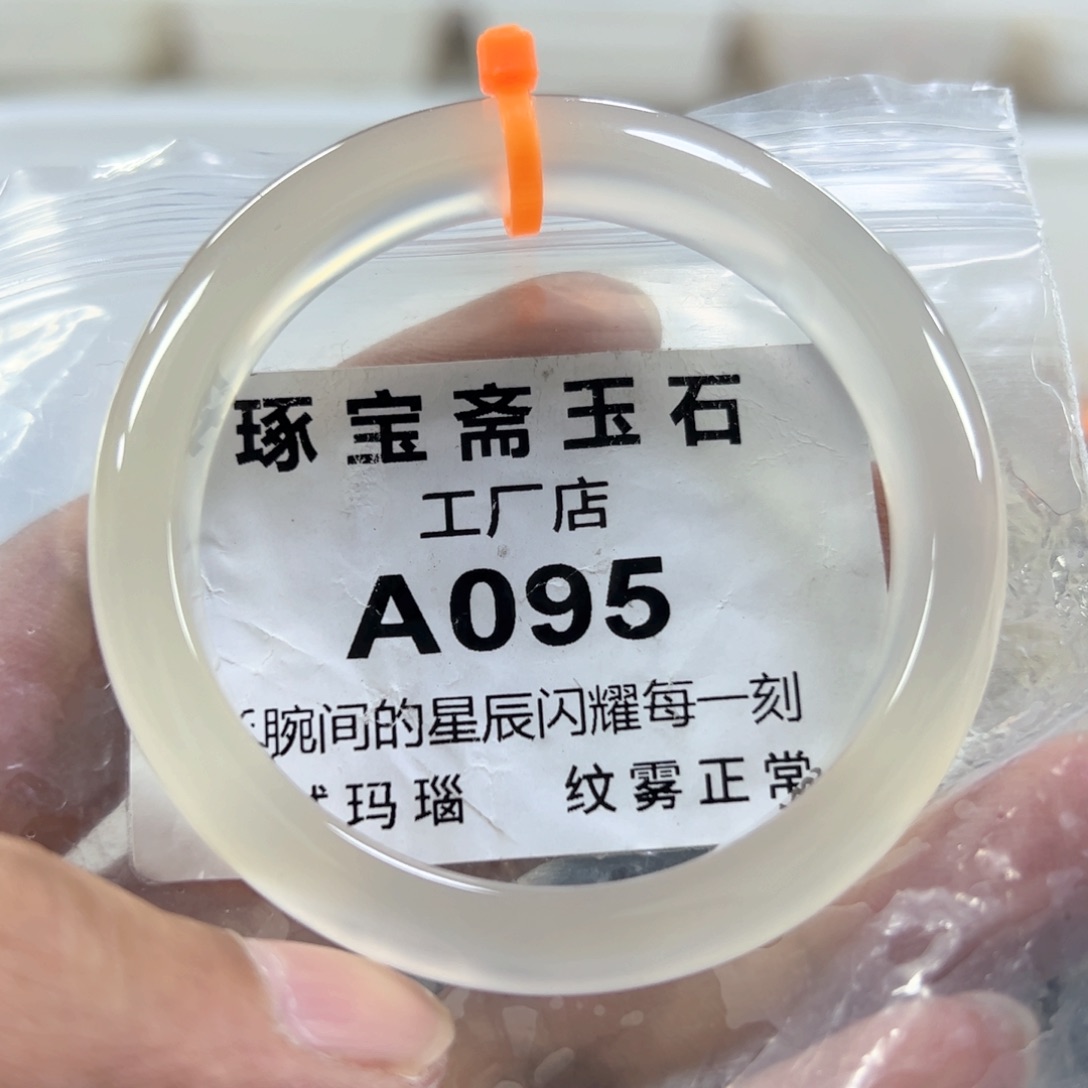 琢宝斋玉石
工厂店
A095
腕间的星辰闪耀每一刻
玛瑙 纹雾正常